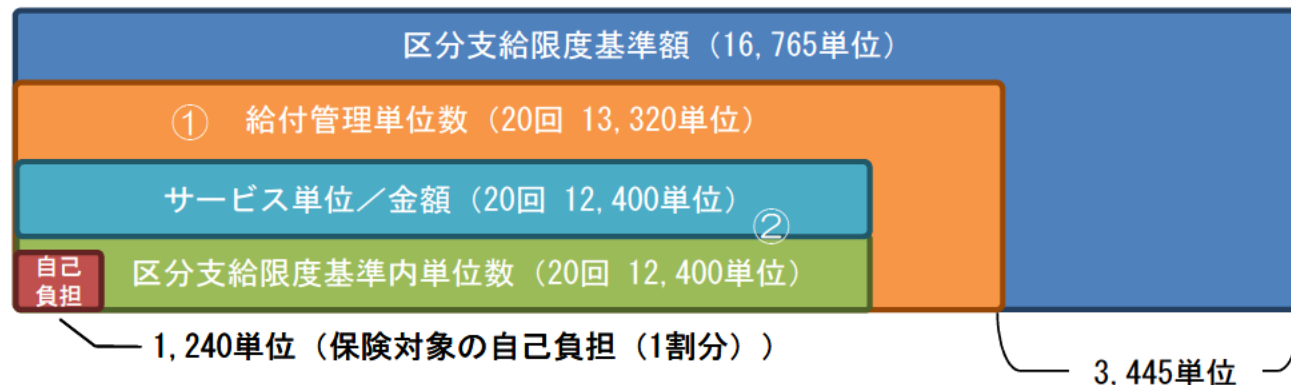 区分支給限度基準額（16,765単位）
① 給付管理単位数（20回 13,320単位）
サービス単位／金額（20回 12,400単位）
②
自己
負担
区分支給限度基準内単位数（20回 12,400単位）
1,240単位（保険対象の自己負担（1割分））
3,445単位